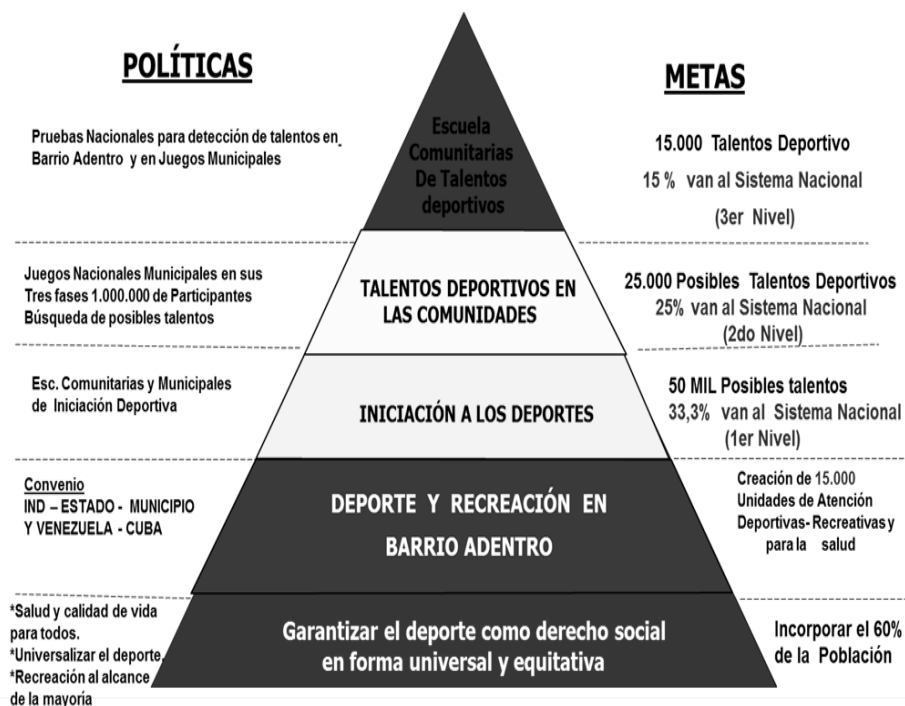 POLÍTICAS
METAS
Pruebas Nacionales para detección de talentos en
Barrio Adentro y en Juegos Municipales
Escuela
Comunitarias
De Talentos
deportivos
15.000 Talentos Deportivo
15 % van al Sistema Nacional
(3er Nivel)
Juegos Nacionales Municipales en sus
Tres fases 1.000.000 de Participantes
Búsqueda de posibles talentos
TALENTOS DEPORTIVOS EN
LAS COMUNIDADES
25.000 Posibles Talentos Deportivos
25% van al Sistema Nacional
(2do Nivel)
Esc. Comunitarias y Municipales
de Iniciación Deportiva
INICIACIÓN A LOS DEPORTES
50 MIL Posibles talentos
33,3% van al Sistema Nacional
(1er Nivel)
Convenio
IND – ESTADO - MUNICIPIO
Y VENEZUELA - CUBA
DEPORTE Y RECREACIÓN EN
BARRIO ADENTRO
Creación de 15.000
Unidades de Atención
Deportivas- Recreativas y
para la salud
*Salud y calidad de vida
para todos.
*Universalizar el deporte.
*Recreación al alcance
de la mayoría
Garantizar el deporte como derecho social
en forma universal y equitativa
Incorporar el 60%
de la Población